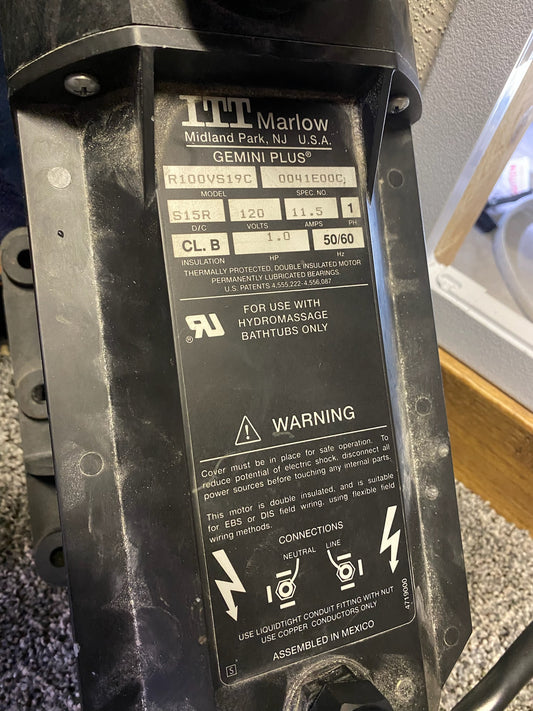 ITT Marlow
Midland Park, NJ U.S.A.
GEMINI PLUS®
R100VS19C 0041E00C
MODEL SPEC. NO.
S15R 120 11.5 1
D/C VOLTS AMPS PH.
CL. B 1.0 50/60
INSULATION HP Hz
THERMALLY PROTECTED, DOUBLE INSULATED MOTOR
PERMANENTLY LUBRICATED BEARINGS.
U.S. PATENTS 4,555,222-4,556,087
FOR USE WITH
HYDROMASSAGE
BATHTUBS ONLY
WARNING
Cover must be in place for safe operation. To
reduce potential of electric shock, disconnect all
power sources before touching any internal parts.
This motor is double insulated, and is suitable
for EBS or DIS field wiring, using flexible field
wiring methods.
CONNECTIONS
NEUTRAL LINE
USE LIQUIDTIGHT CONDUIT FITTING WITH NUT
USE COPPER CONDUCTORS ONLY
ASSEMBLED IN MEXICO
4719000
S